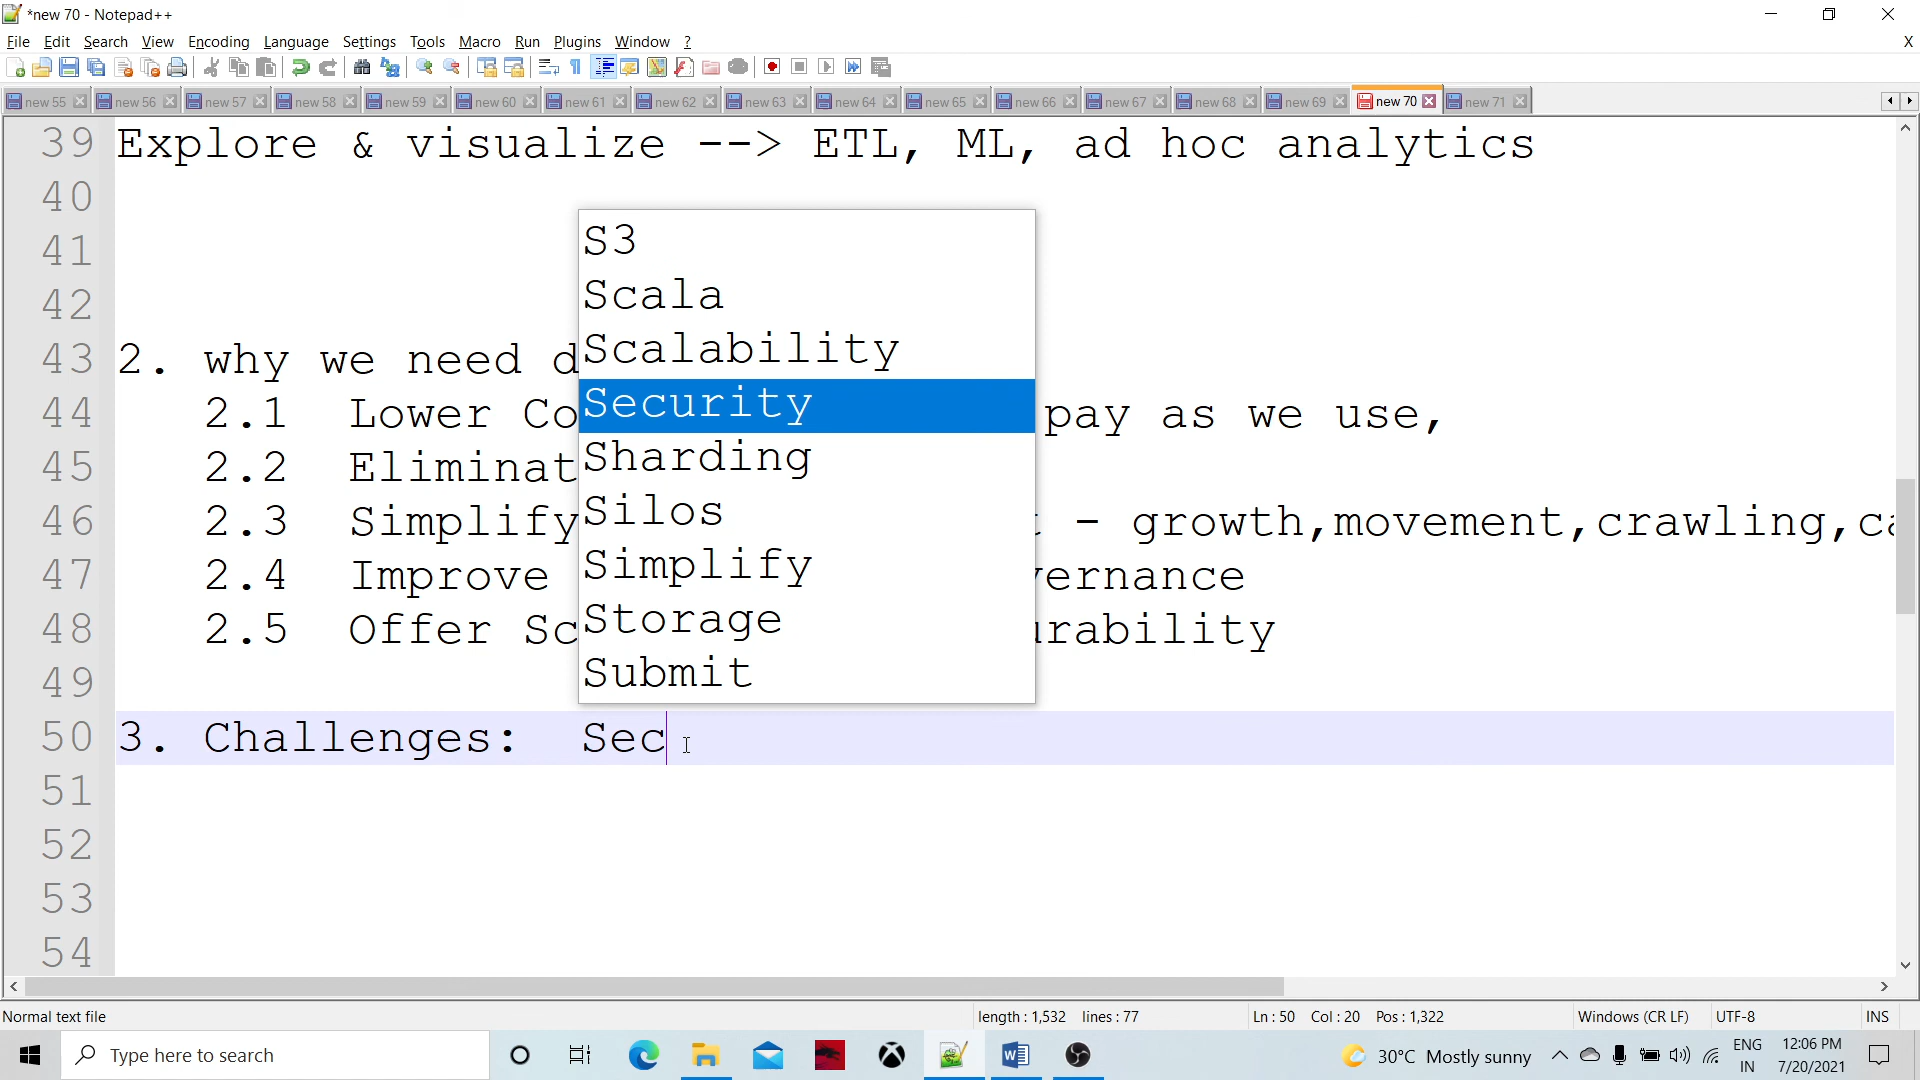 *new 70 - Notepad++
File Edit Search View Encoding Language Settings Tools Macro Run Plugins Window ? X
new 55 new 56 new 57 new 58 new 59 new 60 new 61 new 62 new 63 new 64 new 65 new 66 new 67 new 68 new 69 new 70 new 71
39 Explore & visualize --> ETL, ML, ad hoc analytics
40
41
42
43 2. why we need d
44 2.1 Lower Co pay as we use,
45 2.2 Eliminat
46 2.3 Simplify - growth,movement,crawling,ca
47 2.4 Improve ernance
48 2.5 Offer Sc rability
49
50 3. Challenges: Sec
51
52
53
54
S3
Scala
Scalability
Security
Sharding
Silos
Simplify
Storage
Submit
Normal text file length : 1,532 lines : 77 Ln : 50 Col : 20 Pos : 1,322 Windows (CR LF) UTF-8 INS
Type here to search
30°C Mostly sunny
ENG
IN
12:06 PM
7/20/2021